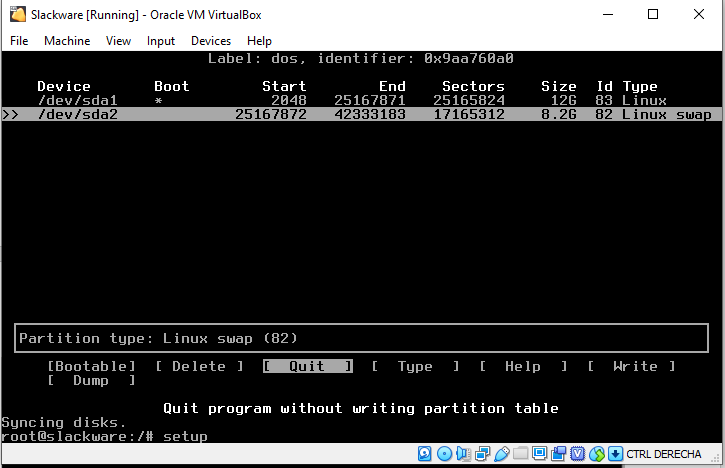 Slackware [Running] - Oracle VM VirtualBox
File Machine View Input Devices Help
Label: dos, identifier: 0x9aa760a0
Device Boot Start End Sectors Size Id Type
/dev/sda1 * 2048 25167871 25165824 12G 83 Linux
>> /dev/sda2 25167872 42333183 17165312 8.2G 82 Linux swap
Partition type: Linux swap (82)
[Bootable] [ Delete ] [ Quit ] [ Type ] [ Help ] [ Write ]
[ Dump ]
Quit program without writing partition table
Syncing disks.
root@slackware:/# setup
CTRL DERECHA